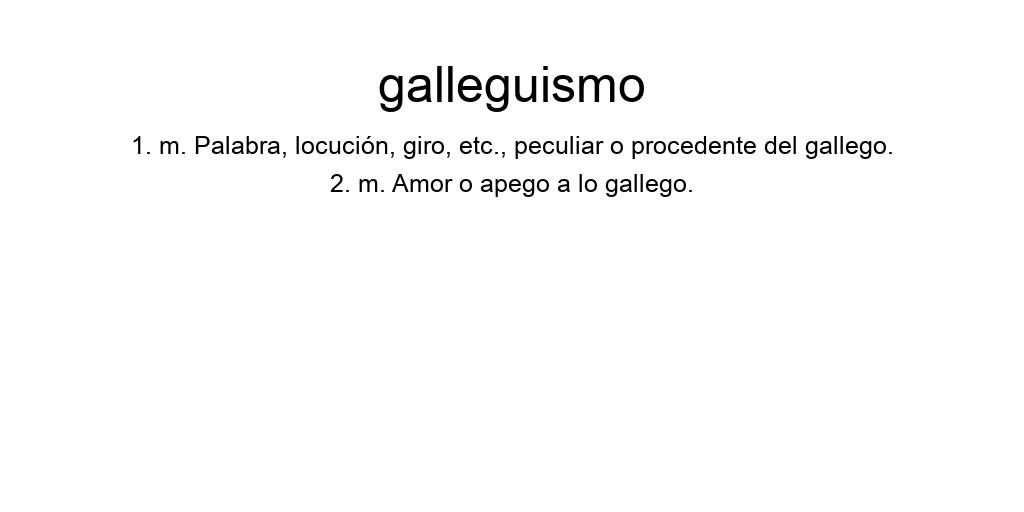 galleguismo
1. m. Palabra, locución, giro, etc., peculiar o procedente del gallego.
2. m. Amor o apego a lo gallego.